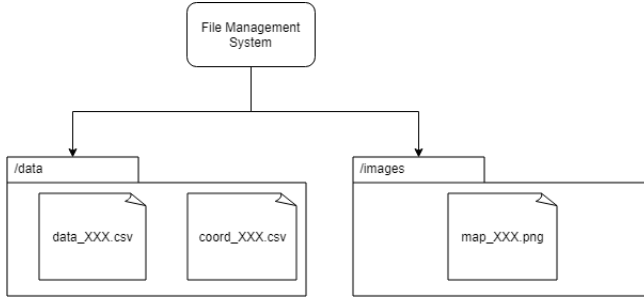 File Management
System
/data
/images
data_XXX.csv
coord_XXX.csv
map_XXX.png